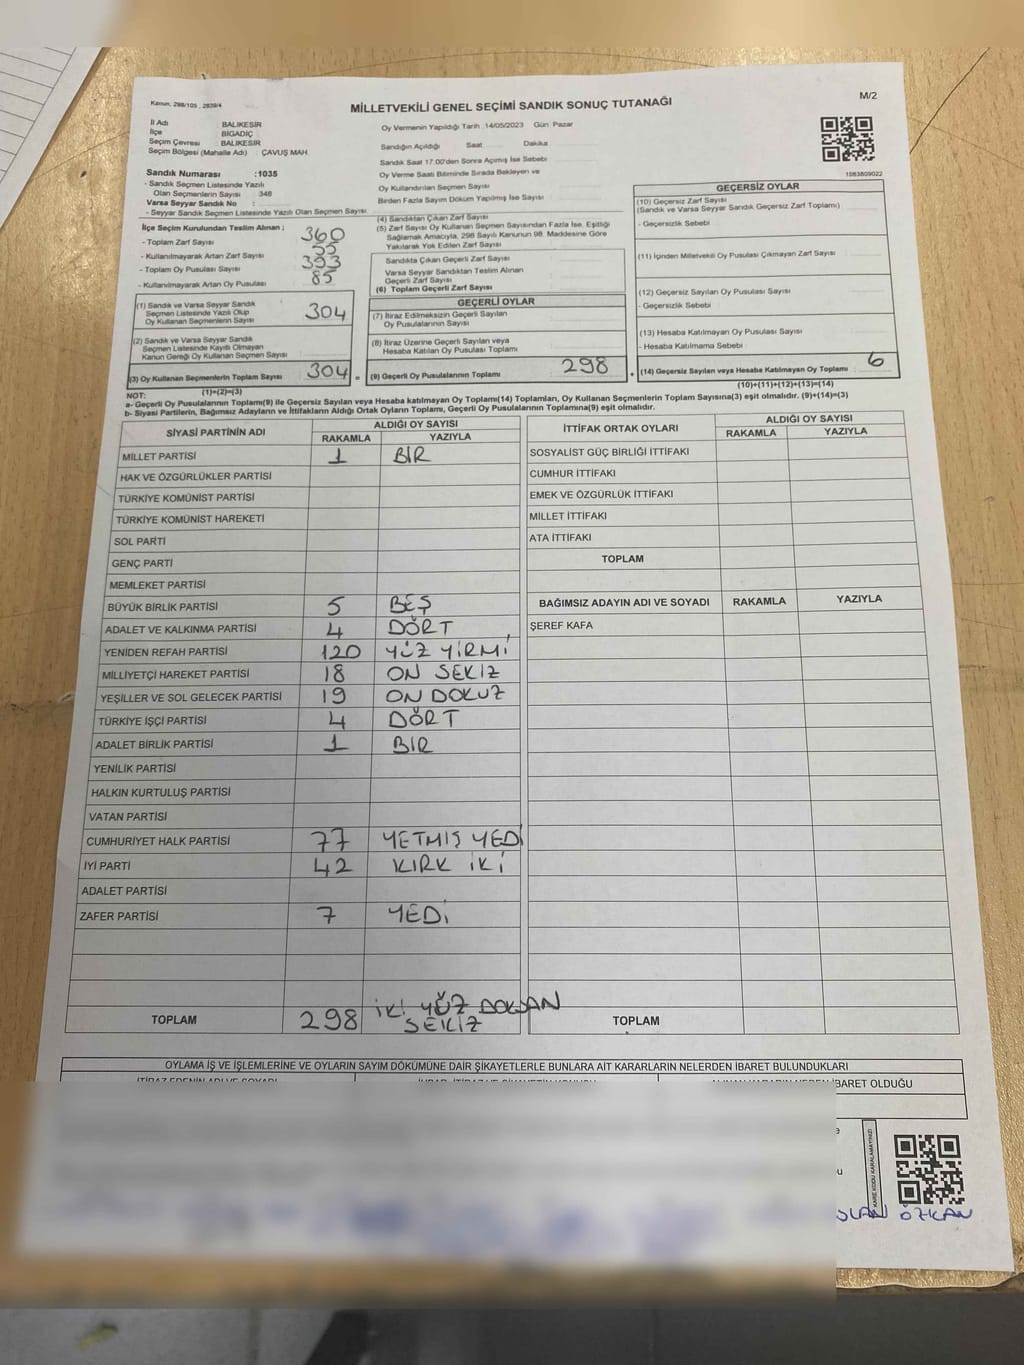 Kanun: 298/105 , 2839/4
MİLLETVEKİLİ GENEL SEÇİMİ SANDIK SONUÇ TUTANAĞI
M/2
İl Adı : BALIKESİR
İlçe : BİGADİÇ
Seçim Çevresi : BALIKESİR
Seçim Bölgesi (Mahalle Adı) : ÇAVUŞ MAH.
Sandık Numarası :1035
- Sandık Seçmen Listesinde Yazılı
Olan Seçmenlerin Sayısı 348
Varsa Seyyar Sandık No :
- Seyyar Sandık Seçmen Listesinde Yazılı Olan Seçmen Sayısı
İlçe Seçim Kurulundan Teslim Alınan ;
- Toplam Zarf Sayısı 360
- Kullanılmayarak Artan Zarf Sayısı 55
- Toplam Oy Pusulası Sayısı 393
- Kullanılmayarak Artan Oy Pusulası 85
(1) Sandık ve Varsa Seyyar Sandık
Seçmen Listesinde Yazılı Olup
Oy Kullanan Seçmenlerin Sayısı 304
(2) Sandık ve Varsa Seyyar Sandık
Seçmen Listesinde Kayıtlı Olmayan
Kanun Gereği Oy Kullanan Seçmen Sayısı
(3) Oy Kullanan Seçmenlerin Toplam Sayısı 304 =
(1)+(2)=(3)
Oy Vermenin Yapıldığı Tarih :14/05/2023 Gün Pazar
Sandığın Açıldığı Saat Dakika
Sandık Saat 17:00'den Sonra Açılmış İse Sebebi
Oy Verme Saati Bitiminde Sırada Bekleyen ve
Oy Kullandırılan Seçmen Sayısı
Birden Fazla Sayım Döküm Yapılmış İse Sayısı
(4) Sandıktan Çıkan Zarf Sayısı
(5) Zarf Sayısı Oy Kullanan Seçmen Sayısından Fazla İse, Eşitliği
Sağlamak Amacıyla, 298 Sayılı Kanunun 98. Maddesine Göre
Yakılarak Yok Edilen Zarf Sayısı
Sandıkta Çıkan Geçerli Zarf Sayısı
Varsa Seyyar Sandıktan Teslim Alınan
Geçerli Zarf Sayısı
(6) Toplam Geçerli Zarf Sayısı
GEÇERLİ OYLAR
(7) İtiraz Edilmeksizin Geçerli Sayılan
Oy Pusulalarının Sayısı
(8) İtiraz Üzerine Geçerli Sayılan veya
Hesaba Katılan Oy Pusulası Toplamı
(9) Geçerli Oy Pusulalarının Toplamı 298 +
1083809022
GEÇERSİZ OYLAR
(10) Geçersiz Zarf Sayısı
(Sandık ve Varsa Seyyar Sandık Geçersiz Zarf Toplamı)
- Geçersizlik Sebebi
(11) İçinden Milletvekili Oy Pusulası Çıkmayan Zarf Sayısı
(12) Geçersiz Sayılan Oy Pusulası Sayısı
- Geçersizlik Sebebi
(13) Hesaba Katılmayan Oy Pusulası Sayısı
- Hesaba Katılmama Sebebi
(14) Geçersiz Sayılan veya Hesaba Katılmayan Oy Toplamı 6
(10)+(11)+(12)+(13)=(14)
NOT:
a- Geçerli Oy Pusulalarının Toplamı(9) ile Geçersiz Sayılan veya Hesaba katılmayan Oy Toplamı(14) Toplamları, Oy Kullanan Seçmenlerin Toplam Sayısına(3) eşit olmalıdır. (9)+(14)=(3)
b- Siyasi Partilerin, Bağımsız Adayların ve İttifakların Aldığı Ortak Oyların Toplamı, Geçerli Oy Pusulalarının Toplamına(9) eşit olmalıdır.
SİYASİ PARTİNİN ADI ALDIĞI OY SAYISI
RAKAMLA YAZIYLA
MİLLET PARTİSİ 1 BİR
HAK VE ÖZGÜRLÜKLER PARTİSİ
TÜRKİYE KOMÜNİST PARTİSİ
TÜRKİYE KOMÜNİST HAREKETİ
SOL PARTİ
GENÇ PARTİ
MEMLEKET PARTİSİ
BÜYÜK BİRLİK PARTİSİ 5 BEŞ
ADALET VE KALKINMA PARTİSİ 4 DÖRT
YENİDEN REFAH PARTİSİ 120 YÜZ YİRMİ
MİLLİYETÇİ HAREKET PARTİSİ 18 ON SEKİZ
YEŞİLLER VE SOL GELECEK PARTİSİ 19 ON DOKUZ
TÜRKİYE İŞÇİ PARTİSİ 4 DÖRT
ADALET BİRLİK PARTİSİ 1 BİR
YENİLİK PARTİSİ
HALKIN KURTULUŞ PARTİSİ
VATAN PARTİSİ
CUMHURİYET HALK PARTİSİ 77 YETMİŞ YEDİ
İYİ PARTİ 42 KIRK İKİ
ADALET PARTİSİ
ZAFER PARTİSİ 7 YEDİ
TOPLAM 298 İKİ YÜZ DOKSAN
SEKİZ
İTTİFAK ORTAK OYLARI ALDIĞI OY SAYISI
RAKAMLA YAZIYLA
SOSYALİST GÜÇ BİRLİĞİ İTTİFAKI
CUMHUR İTTİFAKI
EMEK VE ÖZGÜRLÜK İTTİFAKI
MİLLET İTTİFAKI
ATA İTTİFAKI
TOPLAM
BAĞIMSIZ ADAYIN ADI VE SOYADI RAKAMLA YAZIYLA
ŞEREF KAFA
TOPLAM
OYLAMA İŞ VE İŞLEMLERİNE VE OYLARIN SAYIM DÖKÜMÜNE DAİR ŞİKAYETLERLE BUNLARA AİT KARARLARIN NELERDEN İBARET BULUNDUKLARI
İBARET OLDUĞU
KARE KODU KARALAMAYINIZ!
ÖZKAN